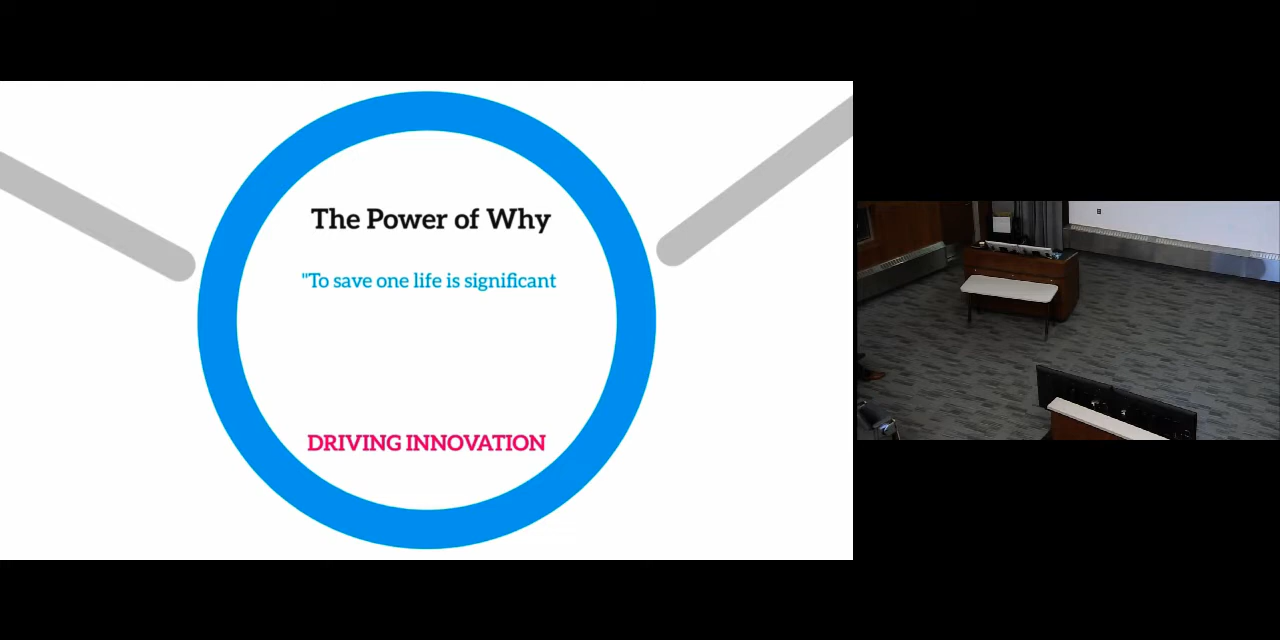 The Power of Why
"To save one life is significant
DRIVING INNOVATION